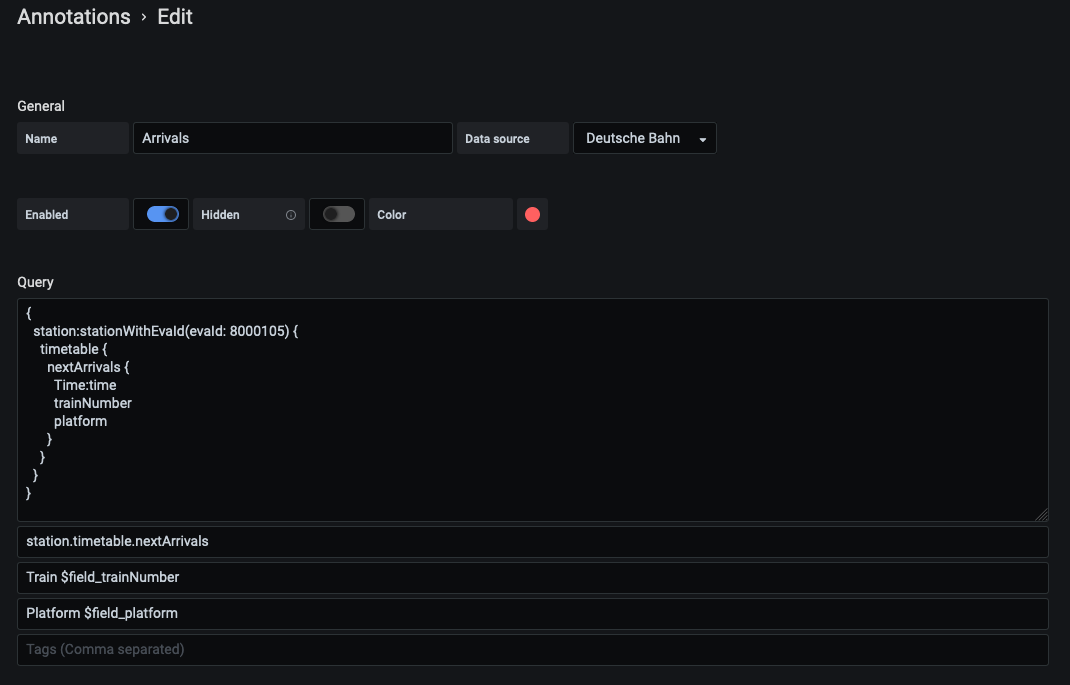 Annotations › Edit
General
Name Arrivals Data source Deutsche Bahn
Enabled Hidden Color
Query
{
station:stationWithEvaId(evaId: 8000105) {
timetable {
nextArrivals {
Time:time
trainNumber
platform
}
}
}
}
station.timetable.nextArrivals
Train $field_trainNumber
Platform $field_platform
Tags (Comma separated)